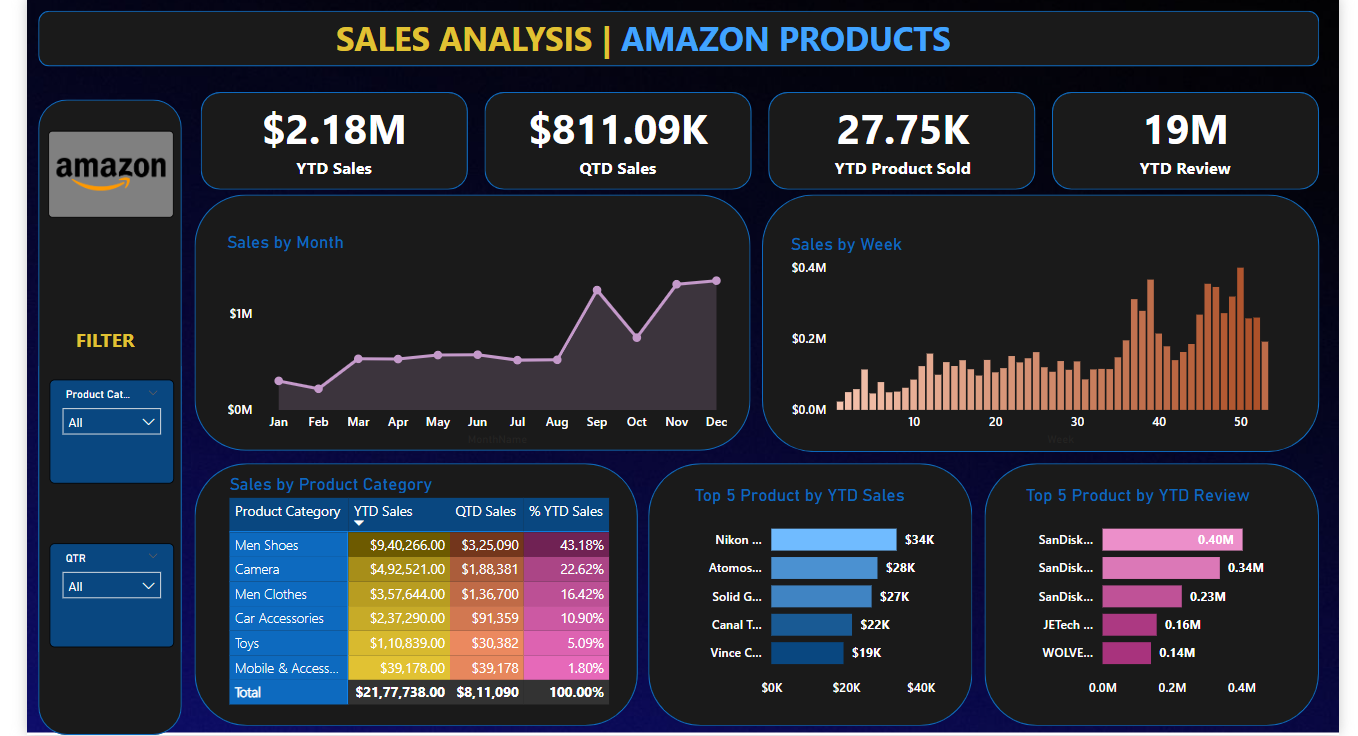 SALES ANALYSIS | AMAZON PRODUCTS
amazon
$2.18M
YTD Sales
$811.09K
QTD Sales
27.75K
YTD Product Sold
19M
YTD Review
FILTER
Product Cat...
All
QTR
All
Sales by Month
$1M
$0M
Jan Feb Mar Apr May Jun Jul Aug Sep Oct Nov Dec
MonthName
Sales by Week
$0.4M
$0.2M
$0.0M
10 20 30 40 50
Week
Sales by Product Category
Product Category YTD Sales QTD Sales % YTD Sales
Men Shoes $9,40,266.00 $3,25,090 43.18%
Camera $4,92,521.00 $1,88,381 22.62%
Men Clothes $3,57,644.00 $1,36,700 16.42%
Car Accessories $2,37,290.00 $91,359 10.90%
Toys $1,10,839.00 $30,382 5.09%
Mobile & Access... $39,178.00 $39,178 1.80%
Total $21,77,738.00 $8,11,090 100.00%
Top 5 Product by YTD Sales
Nikon ... $34K
Atomos... $28K
Solid G... $27K
Canal T... $22K
Vince C... $19K
$0K $20K $40K
Top 5 Product by YTD Review
SanDisk... 0.40M
SanDisk... 0.34M
SanDisk... 0.23M
JETech ... 0.16M
WOLVE... 0.14M
0.0M 0.2M 0.4M